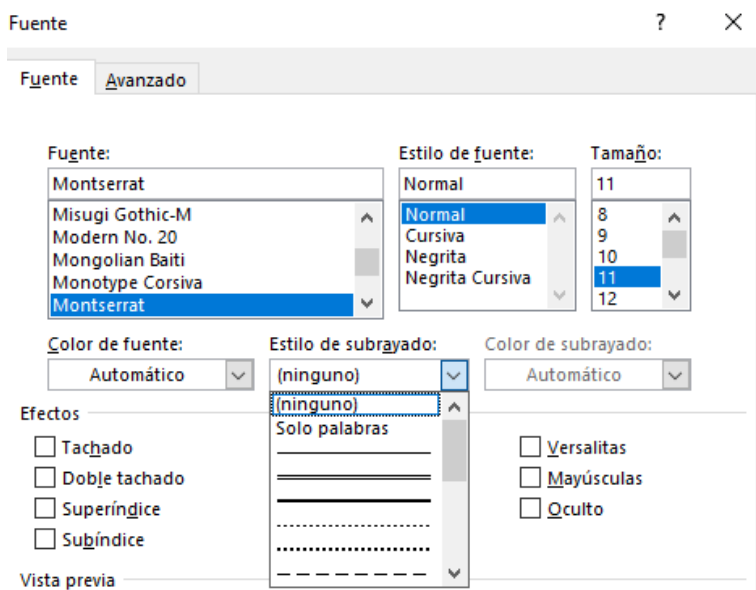 Fuente
?
Fuente
Avanzado
Fuente:
Estilo de fuente:
Tamaño:
Montserrat
Normal
11
Misugi Gothic-M
Modern No. 20
Mongolian Baiti
Monotype Corsiva
Montserrat
Normal
Cursiva
Negrita
Negrita Cursiva
8
9
10
11
12
Color de fuente:
Estilo de subrayado:
Color de subrayado:
Automático
(ninguno)
Automático
(ninguno)
Solo palabras
Efectos
Tachado
Doble tachado
Superíndice
Subíndice
Versalitas
Mayúsculas
Oculto
Vista previa